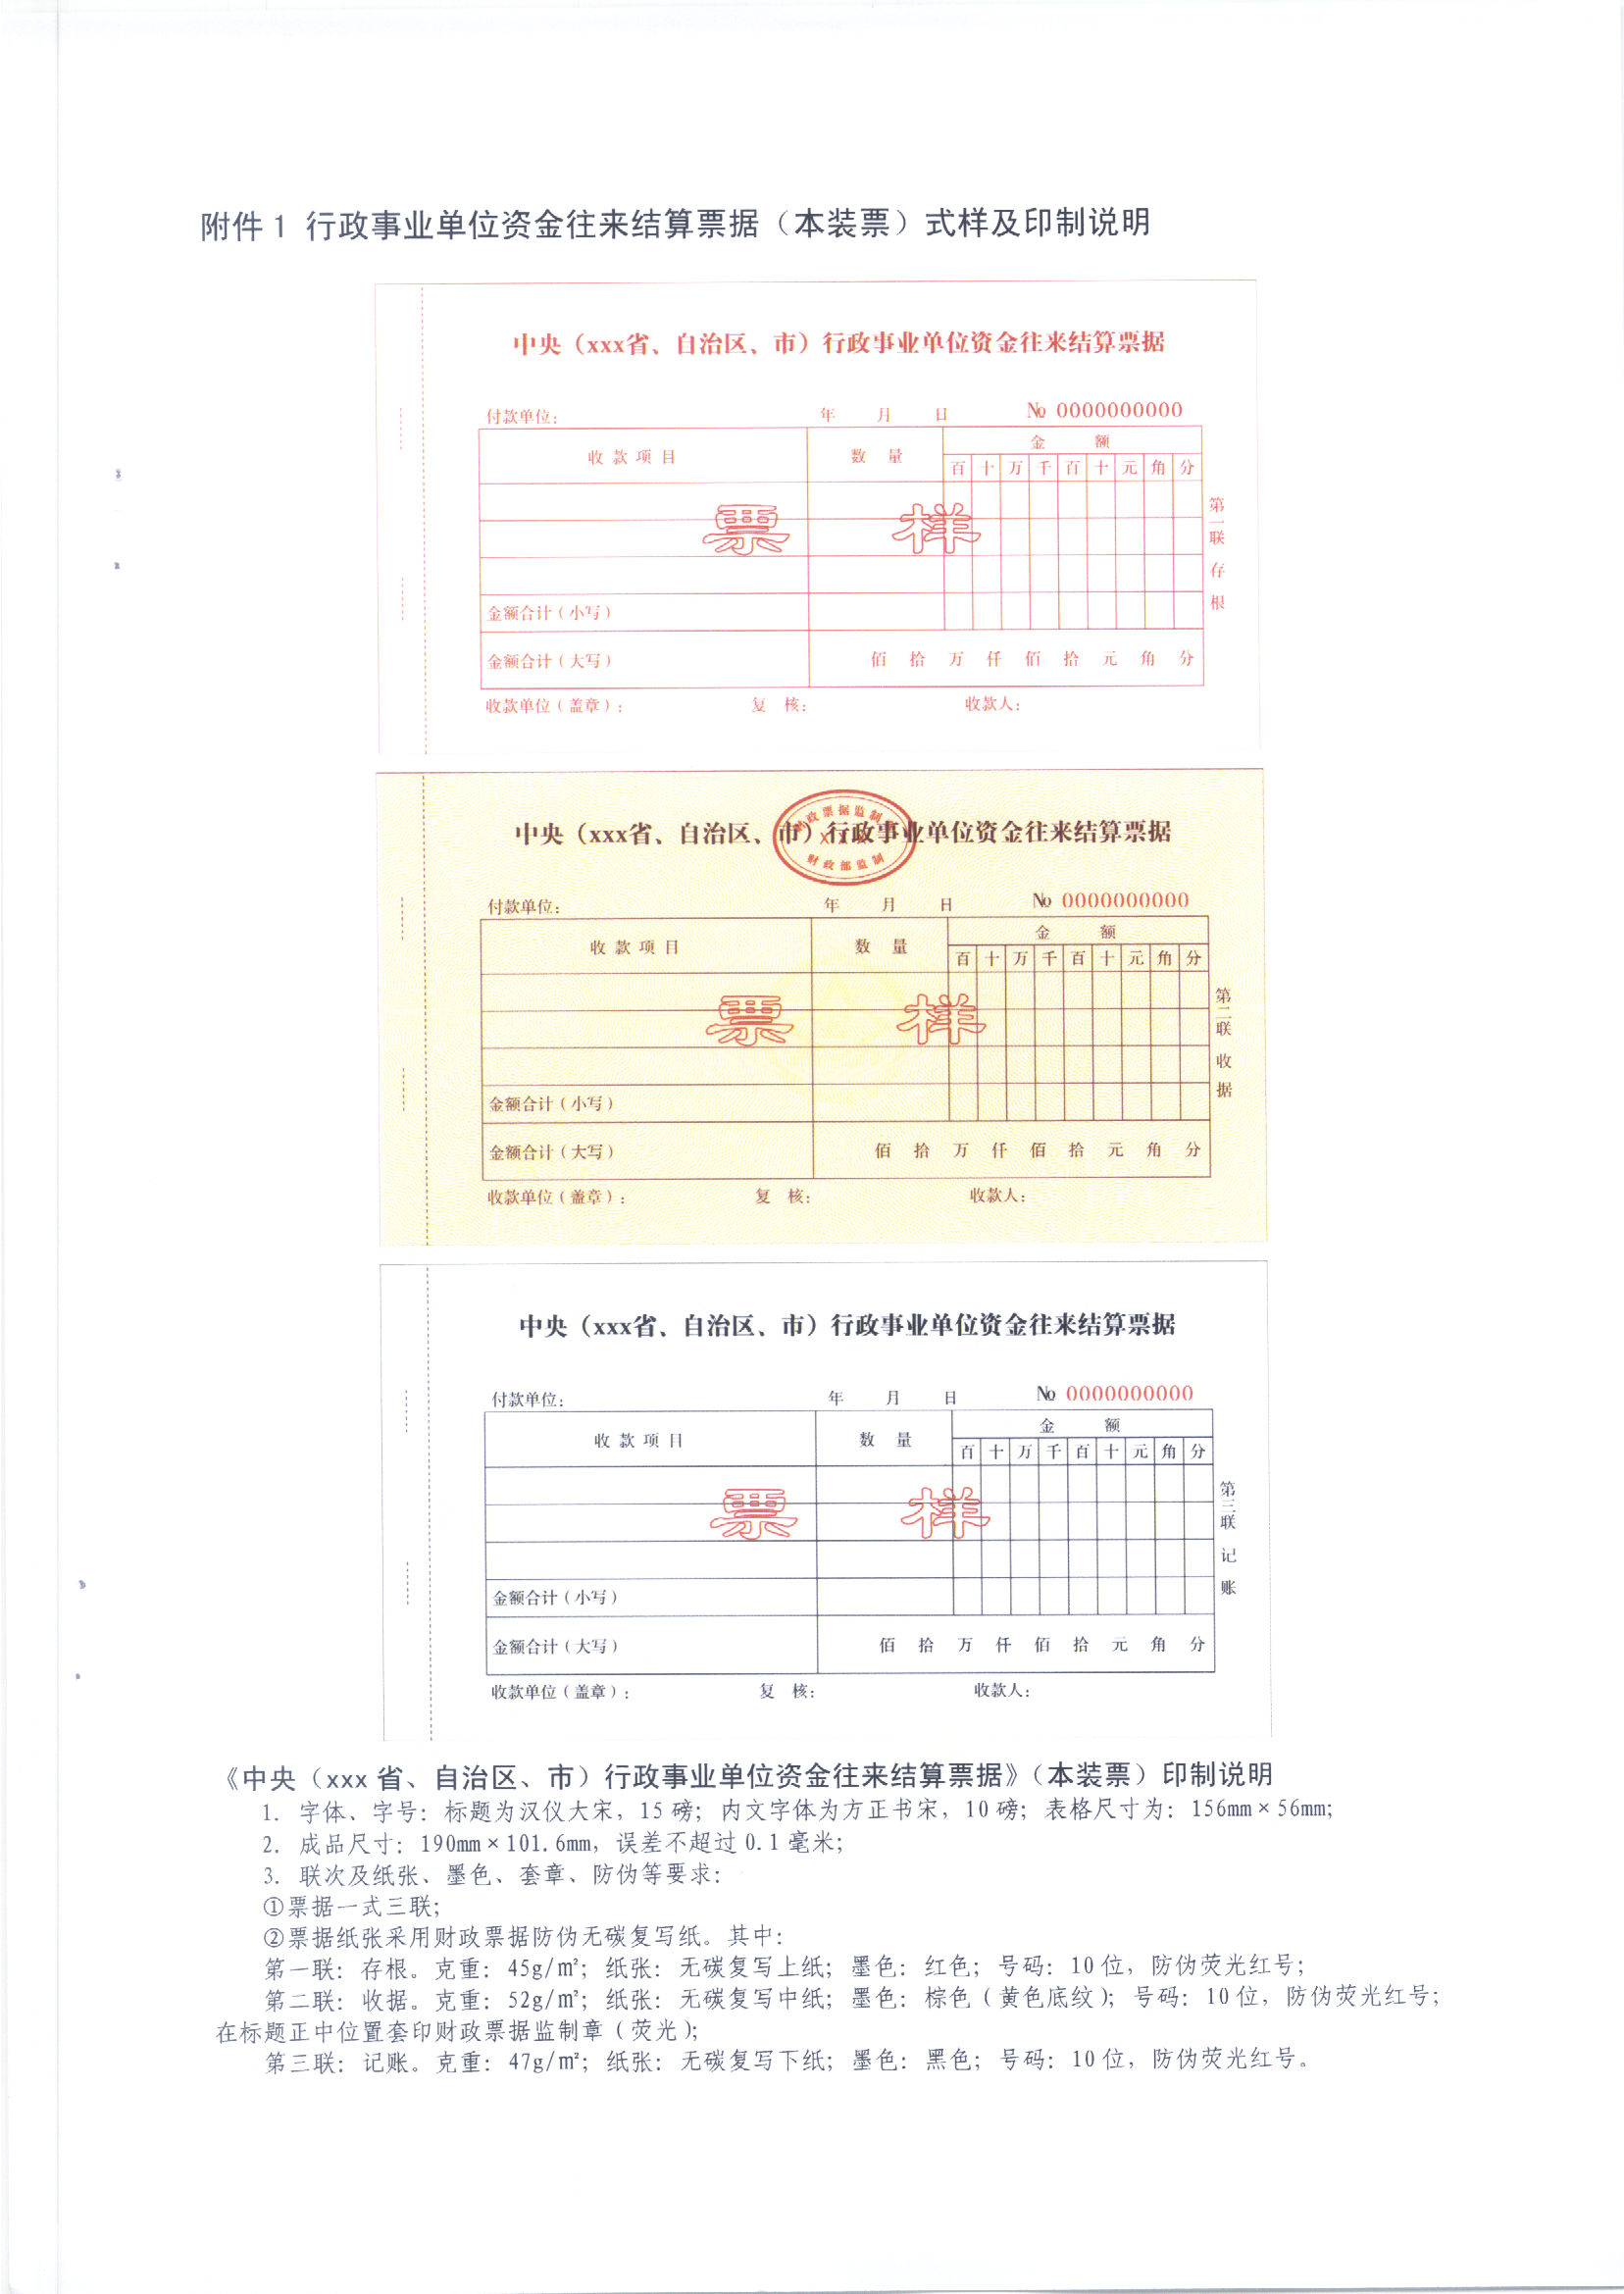 附件 1 行政事业单位资金往来结算票据（本装票）式样及印制说明
中央（xxx省、自治区、市）行政事业单位资金往来结算票据
付款单位： 年 月 日 № 0000000000
收 款 项 目 数 量 金 额
百 十 万 千 百 十 元 角 分
票 样
金额合计（小写）
金额合计（大写） 佰 拾 万 仟 佰 拾 元 角 分
收款单位（盖章）： 复 核： 收款人：
第一联 存根
中央（xxx省、自治区、市）行政事业单位资金往来结算票据
财政票据监制
财政部监制
付款单位： 年 月 日 № 0000000000
收 款 项 目 数 量 金 额
百 十 万 千 百 十 元 角 分
票 样
金额合计（小写）
金额合计（大写） 佰 拾 万 仟 佰 拾 元 角 分
收款单位（盖章）： 复 核： 收款人：
第二联 收据
中央（xxx省、自治区、市）行政事业单位资金往来结算票据
付款单位： 年 月 日 № 0000000000
收 款 项 目 数 量 金 额
百 十 万 千 百 十 元 角 分
票 样
金额合计（小写）
金额合计（大写） 佰 拾 万 仟 佰 拾 元 角 分
收款单位（盖章）： 复 核： 收款人：
第三联 记账
《中央（xxx 省、自治区、市）行政事业单位资金往来结算票据》（本装票）印制说明
1. 字体、字号：标题为汉仪大宋，15 磅；内文字体为方正书宋，10 磅；表格尺寸为：156mm×56mm；
2. 成品尺寸：190mm×101.6mm，误差不超过 0.1 毫米；
3. 联次及纸张、墨色、套章、防伪等要求：
①票据一式三联；
②票据纸张采用财政票据防伪无碳复写纸。其中：
第一联：存根。克重：45g/㎡；纸张：无碳复写上纸；墨色：红色；号码：10 位，防伪荧光红号；
第二联：收据。克重：52g/㎡；纸张：无碳复写中纸；墨色：棕色（黄色底纹）；号码：10 位，防伪荧光红号；
在标题正中位置套印财政票据监制章（荧光）；
第三联：记账。克重：47g/㎡；纸张：无碳复写下纸；墨色：黑色；号码：10 位，防伪荧光红号。